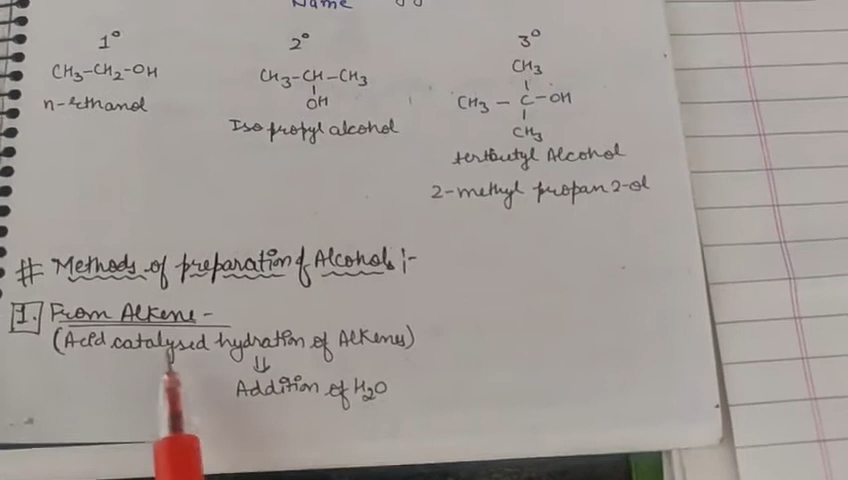 Name
1° 2° 3°
CH3-CH2-OH CH3-CH-CH3 CH3
OH CH3 - C-OH
n-ethanol Iso propyl alcohol CH3
tertbutyl Alcohol
2-methyl propan 2-ol
# Methods of preparation of Alcohols :-
1. From Alkene -
(Acid catalysed hydration of Alkenes)
⇓
Addition of H2O